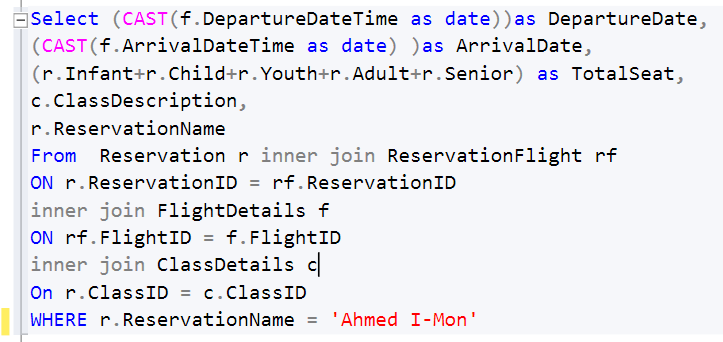 Select (CAST(f.DepartureDateTime as date))as DepartureDate,
(CAST(f.ArrivalDateTime as date) )as ArrivalDate,
(r.Infant+r.Child+r.Youth+r.Adult+r.Senior) as TotalSeat,
c.ClassDescription,
r.ReservationName
From  Reservation r inner join ReservationFlight rf
ON r.ReservationID = rf.ReservationID
inner join FlightDetails f
ON rf.FlightID = f.FlightID
inner join ClassDetails c
On r.ClassID = c.ClassID
WHERE r.ReservationName = 'Ahmed I-Mon'